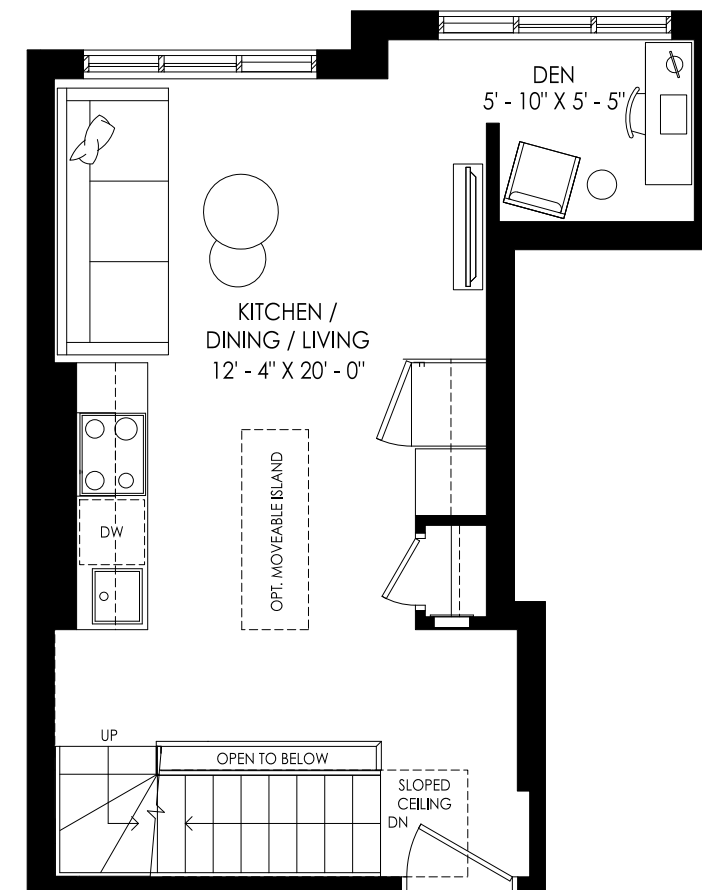 DEN
5' - 10" X 5' - 5"
KITCHEN /
DINING / LIVING
12' - 4" X 20' - 0"
OPT. MOVEABLE ISLAND
DW
UP
OPEN TO BELOW
SLOPED
CEILING
DN